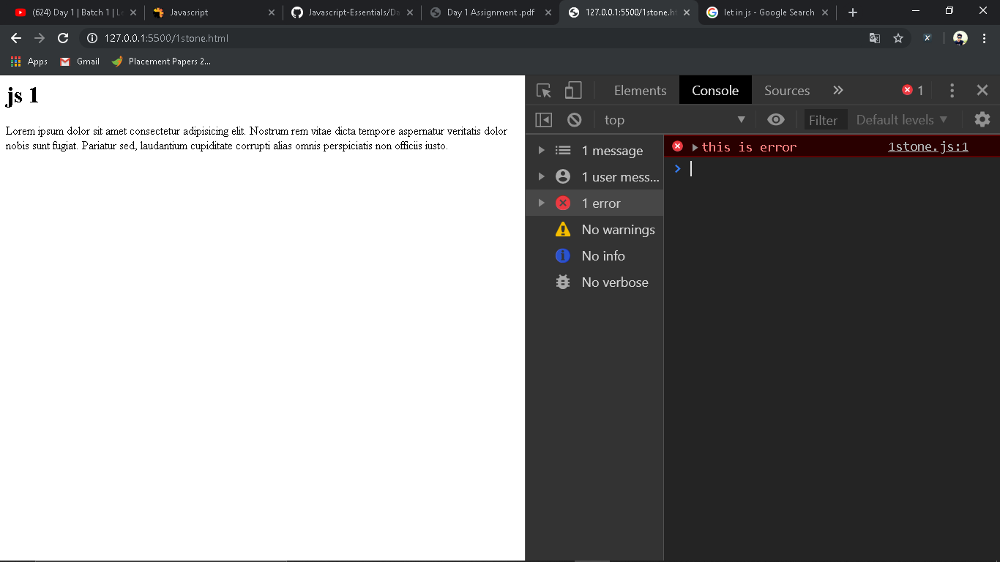 (624) Day 1 | Batch 1 | Le
Javascript
Javascript-Essentials/Da
Day 1 Assignment .pdf
127.0.0.1:5500/1stone.ht
let in js - Google Search
127.0.0.1:5500/1stone.html
Apps
Gmail
Placement Papers 2...
js 1
Lorem ipsum dolor sit amet consectetur adipisicing elit. Nostrum rem vitae dicta tempore aspernatur veritatis dolor
nobis sunt fugiat. Pariatur sed, laudantium cupiditate corrupti alias omnis perspiciatis non officiis iusto.
Elements
Console
Sources
1
top
Filter
Default levels
1 message
1 user mess...
1 error
No warnings
No info
No verbose
this is error
1stone.js:1